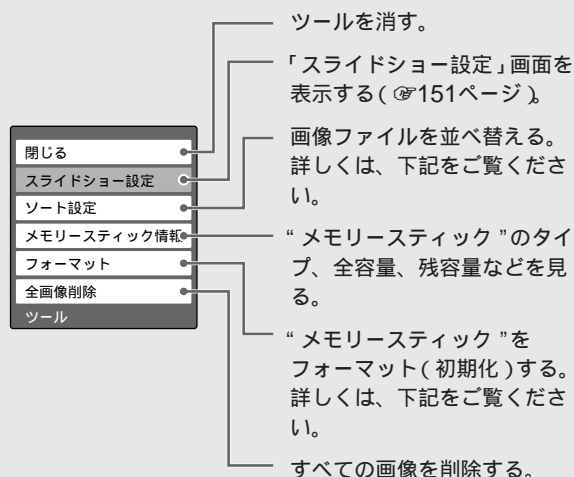 閉じる
スライドショー設定
ソート設定
メモリースティック情報
フォーマット
全画像削除
ツール
ツールを消す。
「スライドショー設定」画面を
表示する(☞151ページ)。
画像ファイルを並べ替える。
詳しくは、下記をご覧くださ
い。
“メモリースティック”のタイ
プ、全容量、残容量などを見
る。
“メモリースティック”を
フォーマット(初期化)する。
詳しくは、下記をご覧くださ
い。
すべての画像を削除する。